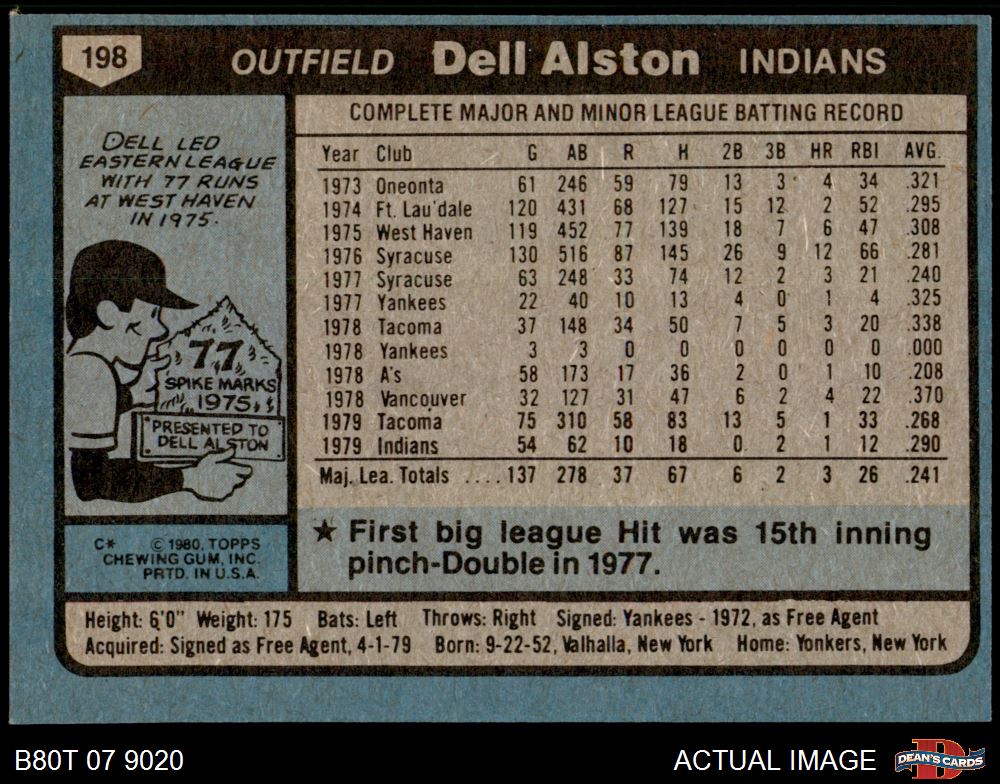 198 OUTFIELD Dell Alston INDIANS
DELL LED
EASTERN LEAGUE
WITH 77 RUNS
AT WEST HAVEN
IN 1975.
77
SPIKE MARKS
1975
PRESENTED TO
DELL ALSTON
COMPLETE MAJOR AND MINOR LEAGUE BATTING RECORD
Year Club G AB R H 2B 3B HR RBI AVG.
1973 Oneonta 61 246 59 79 13 3 4 34 .321
1974 Ft. Lau'dale 120 431 68 127 15 12 2 52 .295
1975 West Haven 119 452 77 139 18 7 6 47 .308
1976 Syracuse 130 516 87 145 26 9 12 66 .281
1977 Syracuse 63 248 33 74 12 2 3 21 .240
1977 Yankees 22 40 10 13 4 0 1 4 .325
1978 Tacoma 37 148 34 50 7 5 3 20 .338
1978 Yankees 3 3 0 0 0 0 0 0 .000
1978 A's 58 173 17 36 2 0 1 10 .208
1978 Vancouver 32 127 31 47 6 2 4 22 .370
1979 Tacoma 75 310 58 83 13 5 1 33 .268
1979 Indians 54 62 10 18 0 2 1 12 .290
Maj. Lea. Totals .... 137 278 37 67 6 2 3 26 .241
★ First big league Hit was 15th inning
pinch-Double in 1977.
C* © 1980, TOPPS
CHEWING GUM, INC.
PRTD. IN U.S.A.
Height: 6'0" Weight: 175 Bats: Left Throws: Right Signed: Yankees - 1972, as Free Agent
Acquired: Signed as Free Agent, 4-1-79 Born: 9-22-52, Valhalla, New York Home: Yonkers, New York
B80T 07 9020 ACTUAL IMAGE DEAN'S CARDS